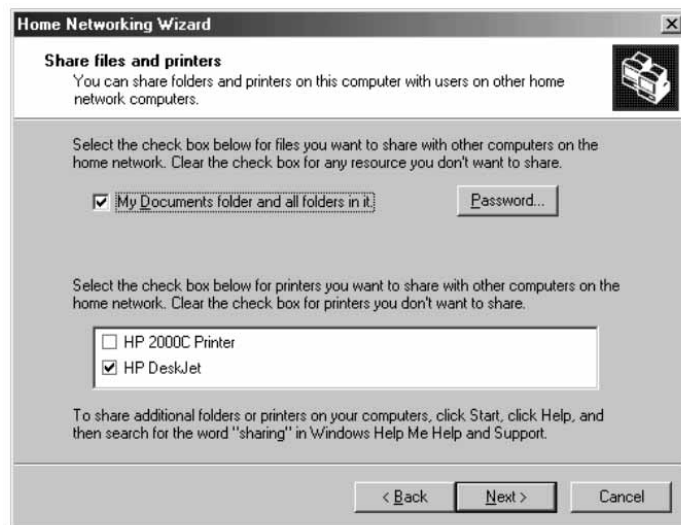 Home Networking Wizard
Share files and printers
You can share folders and printers on this computer with users on other home
network computers.
Select the check box below for files you want to share with other computers on the
home network. Clear the check box for any resource you don't want to share.
My Documents folder and all folders in it.
Password...
Select the check box below for printers you want to share with other computers on the
home network. Clear the check box for printers you don't want to share.
HP 2000C Printer
HP DeskJet
To share additional folders or printers on your computers, click Start, click Help, and
then search for the word "sharing" in Windows Help Me Help and Support.
< Back
Next >
Cancel